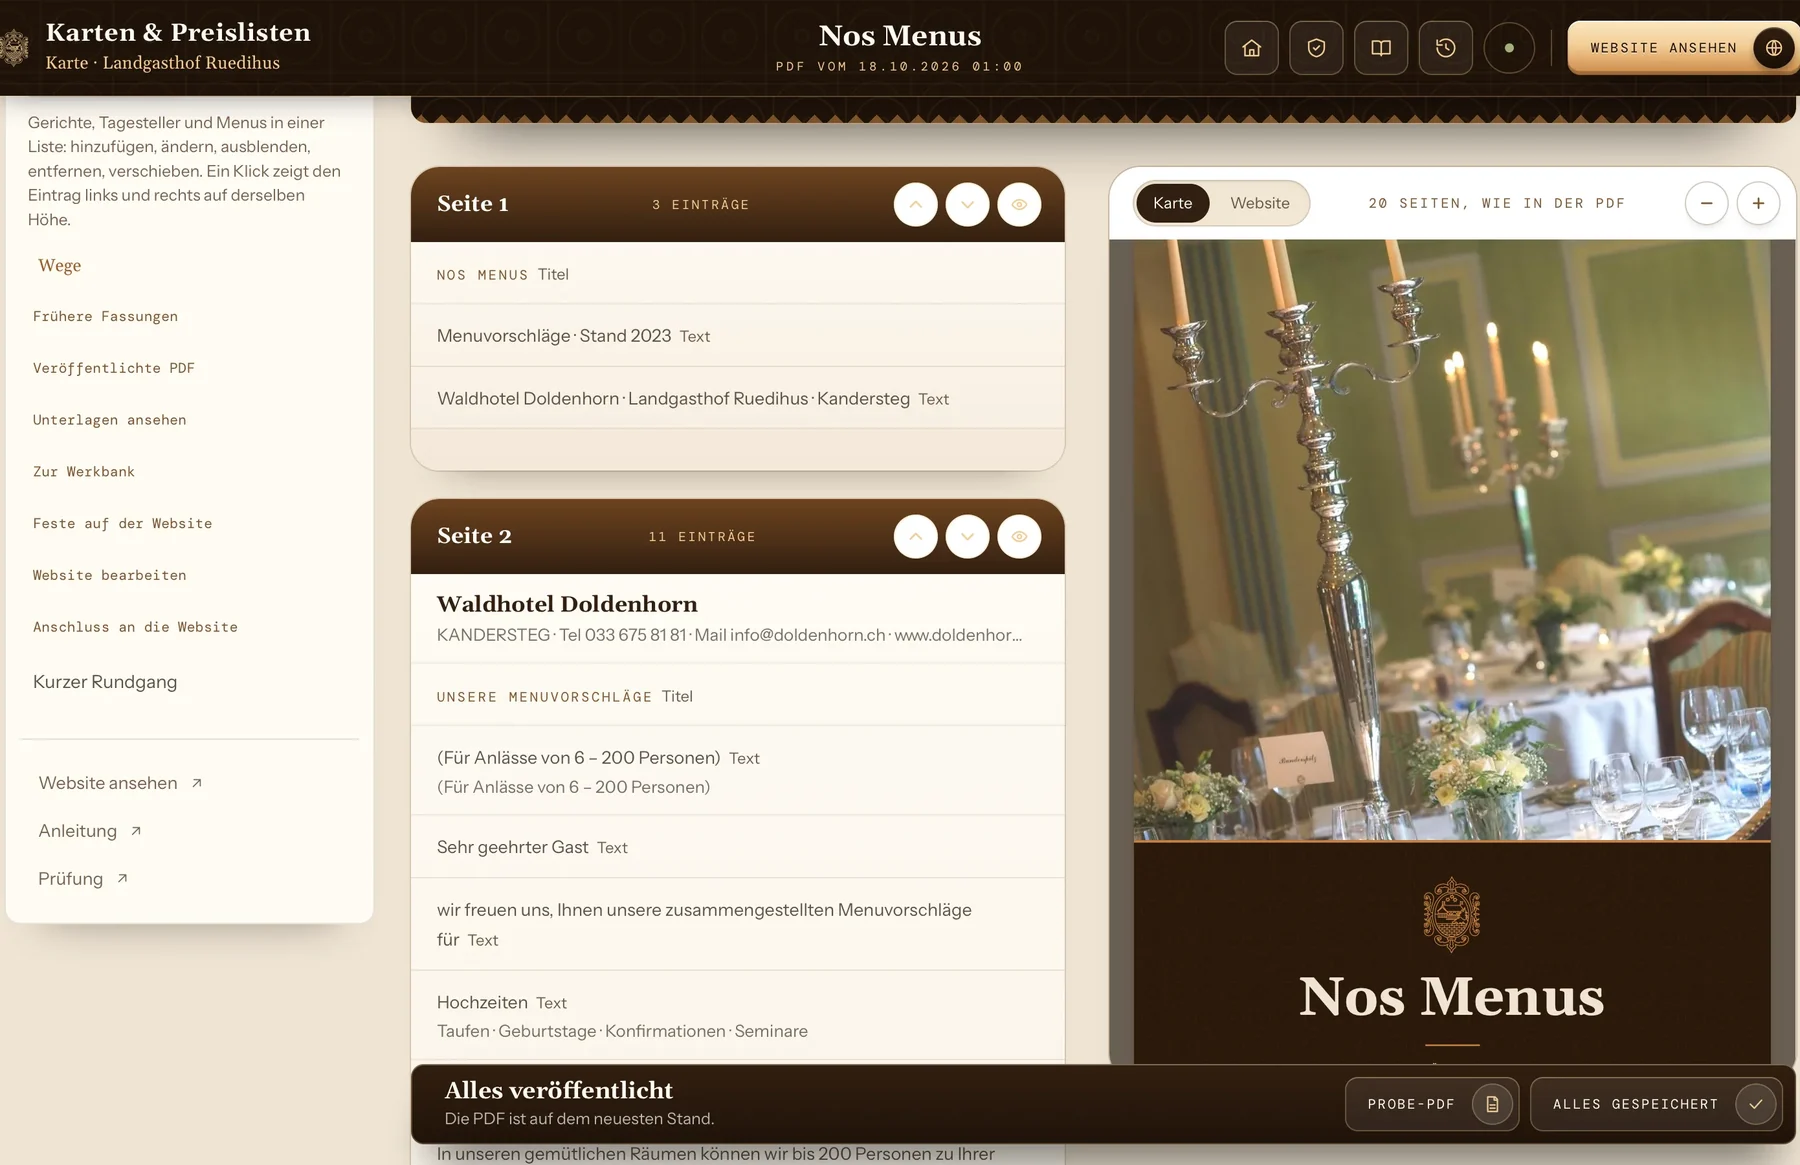 Karten & Preislisten
Karte · Landgasthof Ruedihus
Nos Menus
PDF VOM 18.10.2026 01:00
WEBSITE ANSEHEN
Gerichte, Tagesteller und Menus in einer
Liste: hinzufügen, ändern, ausblenden,
entfernen, verschieben. Ein Klick zeigt den
Eintrag links und rechts auf derselben
Höhe.
Wege
Frühere Fassungen
Veröffentlichte PDF
Unterlagen ansehen
Zur Werkbank
Feste auf der Website
Website bearbeiten
Anschluss an die Website
Kurzer Rundgang
Website ansehen
Anleitung
Prüfung
Seite 1
3 EINTRÄGE
NOS MENUS Titel
Menuvorschläge · Stand 2023 Text
Waldhotel Doldenhorn · Landgasthof Ruedihus · Kandersteg Text
Seite 2
11 EINTRÄGE
Waldhotel Doldenhorn
KANDERSTEG · Tel 033 675 81 81 · Mail info@doldenhorn.ch · www.doldenhor...
UNSERE MENUVORSCHLÄGE Titel
(Für Anlässe von 6 – 200 Personen) Text
(Für Anlässe von 6 – 200 Personen)
Sehr geehrter Gast Text
wir freuen uns, Ihnen unsere zusammengestellten Menuvorschläge
für Text
Hochzeiten Text
Taufen · Geburtstage · Konfirmationen · Seminare
In unseren gemütlichen Räumen können wir bis 200 Personen zu Ihrer
Karte
Website
20 SEITEN, WIE IN DER PDF
Nos Menus
Alles veröffentlicht
Die PDF ist auf dem neuesten Stand.
PROBE-PDF
ALLES GESPEICHERT